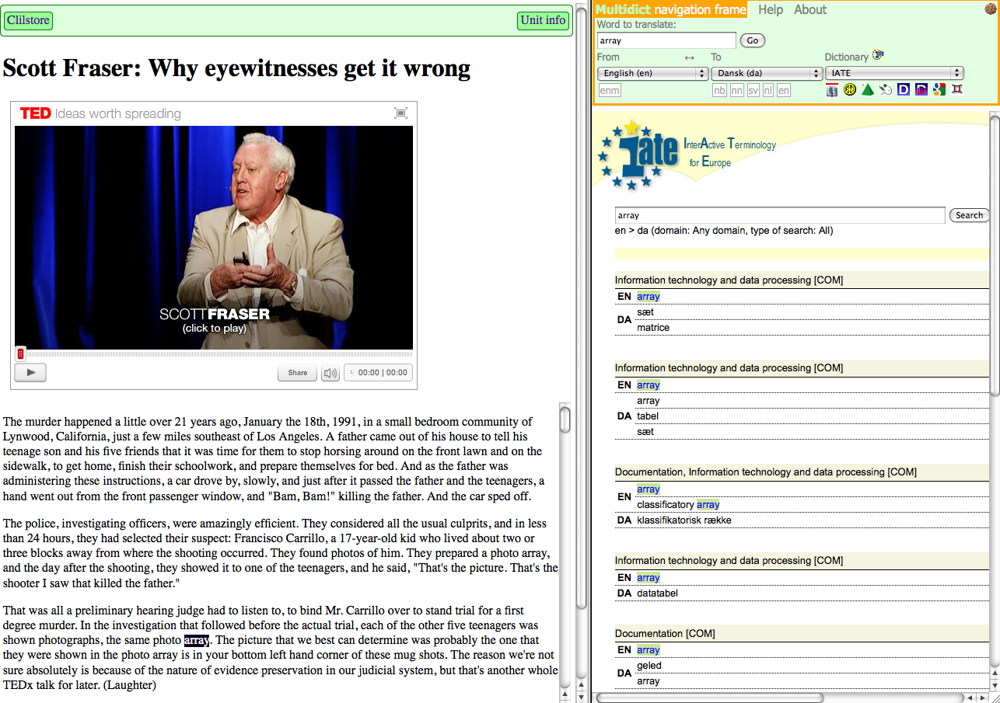 Clilstore
Unit info
Scott Fraser: Why eyewitnesses get it wrong
TED Ideas worth spreading
SCOTTFRASER
(click to play)
Share
00:00 | 00:00
The murder happened a little over 21 years ago, January the 18th, 1991, in a small bedroom community of
Lynwood, California, just a few miles southeast of Los Angeles. A father came out of his house to tell his
teenage son and his five friends that it was time for them to stop horsing around on the front lawn and on the
sidewalk, to get home, finish their schoolwork, and prepare themselves for bed. And as the father was
administering these instructions, a car drove by, slowly, and just after it passed the father and the teenagers, a
hand went out from the front passenger window, and "Bam, Bam!" killing the father. And the car sped off.
The police, investigating officers, were amazingly efficient. They considered all the usual culprits, and in less
than 24 hours, they had selected their suspect: Francisco Carrillo, a 17-year-old kid who lived about two or
three blocks away from where the shooting occurred. They found photos of him. They prepared a photo array,
and the day after the shooting, they showed it to one of the teenagers, and he said, "That's the picture. That's the
shooter I saw that killed the father."
That was all a preliminary hearing judge had to listen to, to bind Mr. Carrillo over to stand trial for a first
degree murder. In the investigation that followed before the actual trial, each of the other five teenagers was
shown photographs, the same photo array. The picture that we best can determine was probably the one that
they were shown in the photo array is in your bottom left hand corner of these mug shots. The reason we're not
sure absolutely is because of the nature of evidence preservation in our judicial system, but that's another whole
TEDx talk for later. (Laughter)
Multidict navigation frame Help About
Word to translate:
array Go
From ↔ To Dictionary
English (en) Dansk (da) IATE
enm nb nn sv nl en
Iate InterActive Terminology
for Europe
array Search
en > da (domain: Any domain, type of search: All)
Information technology and data processing [COM]
EN array
DA sæt
matrice
Information technology and data processing [COM]
EN array
DA array
tabel
sæt
Documentation, Information technology and data processing [COM]
EN array
classificatory array
DA klassifikatorisk række
Information technology and data processing [COM]
EN array
DA datatabel
Documentation [COM]
EN array
DA geled
array